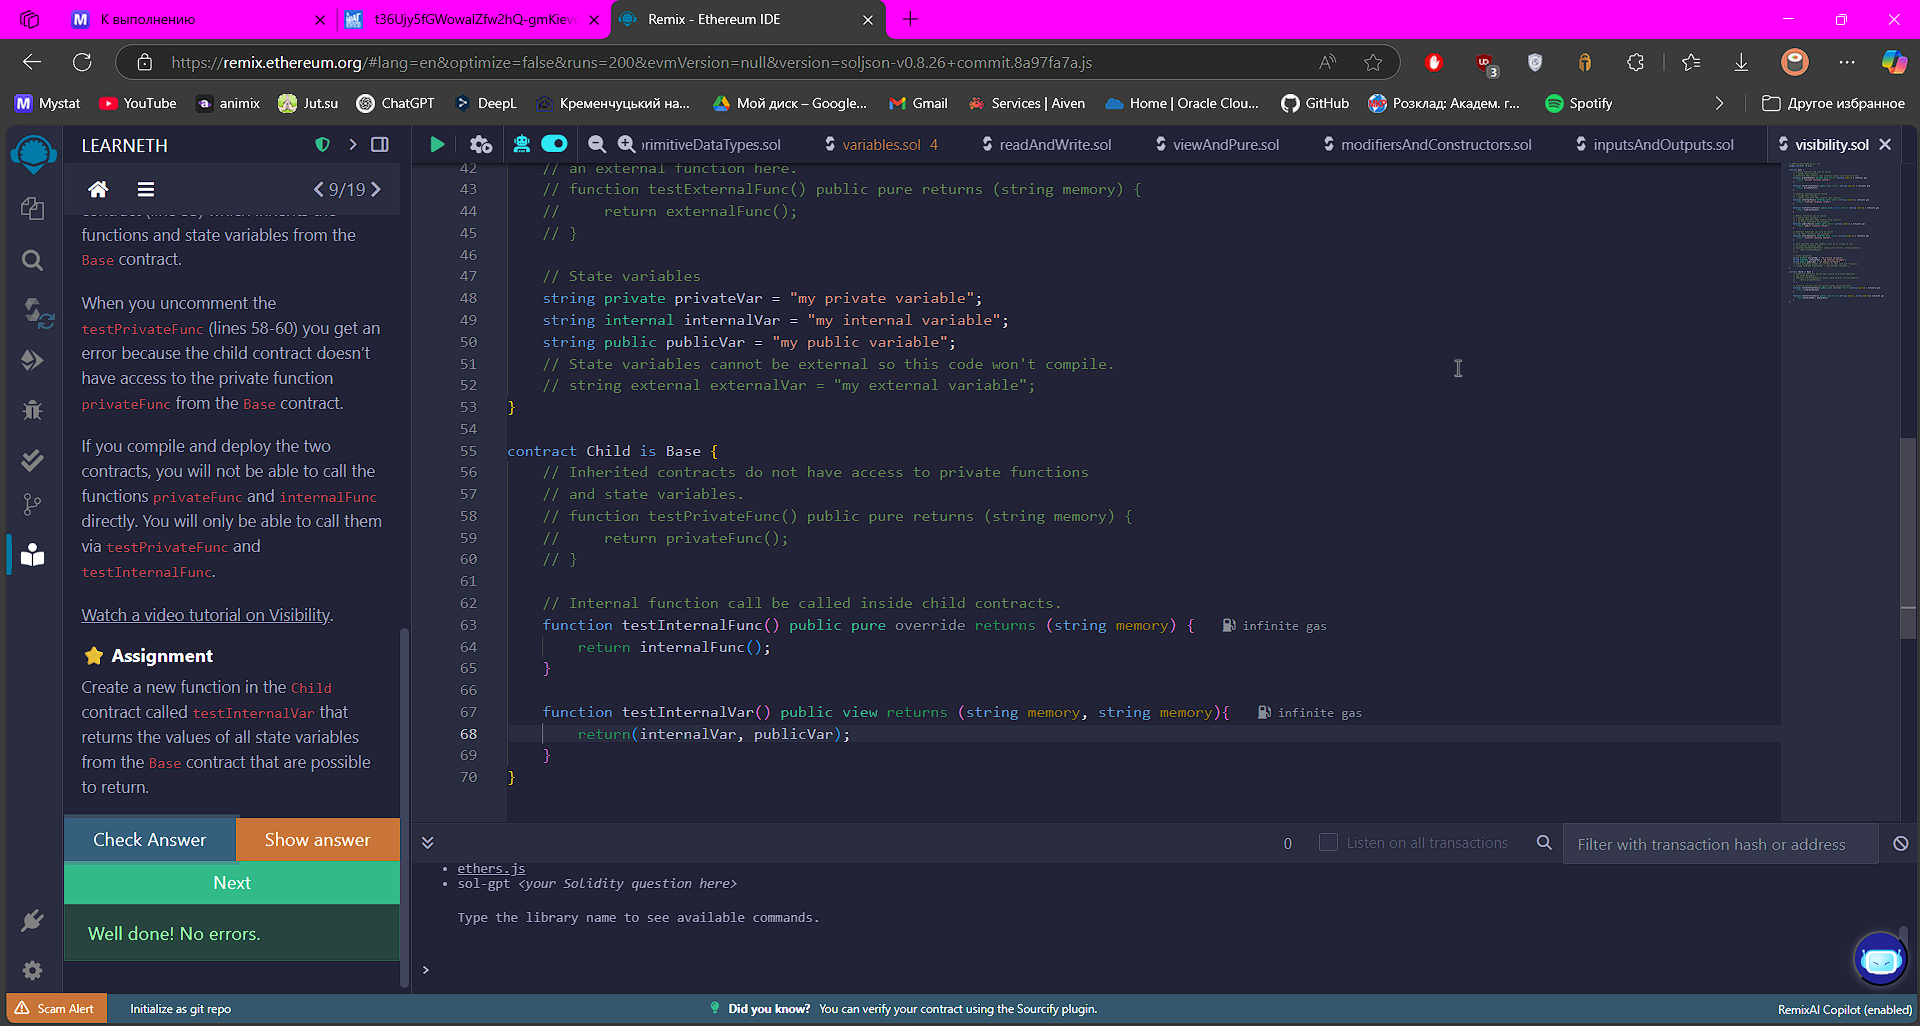 К выполнению
t36Ujy5fGWowalZfw2hQ-gmKiev
Remix - Ethereum IDE
https://remix.ethereum.org/#lang=en&optimize=false&runs=200&evmVersion=null&version=soljson-v0.8.26+commit.8a97fa7a.js
3
Mystat
YouTube
animix
Jut.su
ChatGPT
DeepL
Кременчуцький на...
Мой диск – Google...
Gmail
Services | Aiven
Home | Oracle Clou...
GitHub
Розклад: Академ. г...
Spotify
Другое избранное
LEARNETH
9/19
functions and state variables from the
Base contract.
When you uncomment the
testPrivateFunc (lines 58-60) you get an
error because the child contract doesn’t
have access to the private function
privateFunc from the Base contract.
If you compile and deploy the two
contracts, you will not be able to call the
functions privateFunc and internalFunc
directly. You will only be able to call them
via testPrivateFunc and
testInternalFunc.
Watch a video tutorial on Visibility.
Assignment
Create a new function in the Child
contract called testInternalVar that
returns the values of all state variables
from the Base contract that are possible
to return.
Check Answer
Show answer
Next
Well done! No errors.
rimitiveDataTypes.sol
variables.sol 4
readAndWrite.sol
viewAndPure.sol
modifiersAndConstructors.sol
inputsAndOutputs.sol
visibility.sol
42 // an external function here.
43 // function testExternalFunc() public pure returns (string memory) {
44 //     return externalFunc();
45 // }
46
47 // State variables
48 string private privateVar = "my private variable";
49 string internal internalVar = "my internal variable";
50 string public publicVar = "my public variable";
51 // State variables cannot be external so this code won't compile.
52 // string external externalVar = "my external variable";
53 }
54
55 contract Child is Base {
56 // Inherited contracts do not have access to private functions
57 // and state variables.
58 // function testPrivateFunc() public pure returns (string memory) {
59 //     return privateFunc();
60 // }
61
62 // Internal function call be called inside child contracts.
63 function testInternalFunc() public pure override returns (string memory) { infinite gas
64 return internalFunc();
65 }
66
67 function testInternalVar() public view returns (string memory, string memory){ infinite gas
68 return(internalVar, publicVar);
69 }
70 }
0
Listen on all transactions
Filter with transaction hash or address
• ethers.js
• sol-gpt <your Solidity question here>
Type the library name to see available commands.
>
Scam Alert
Initialize as git repo
Did you know? You can verify your contract using the Sourcify plugin.
RemixAI Copilot (enabled)